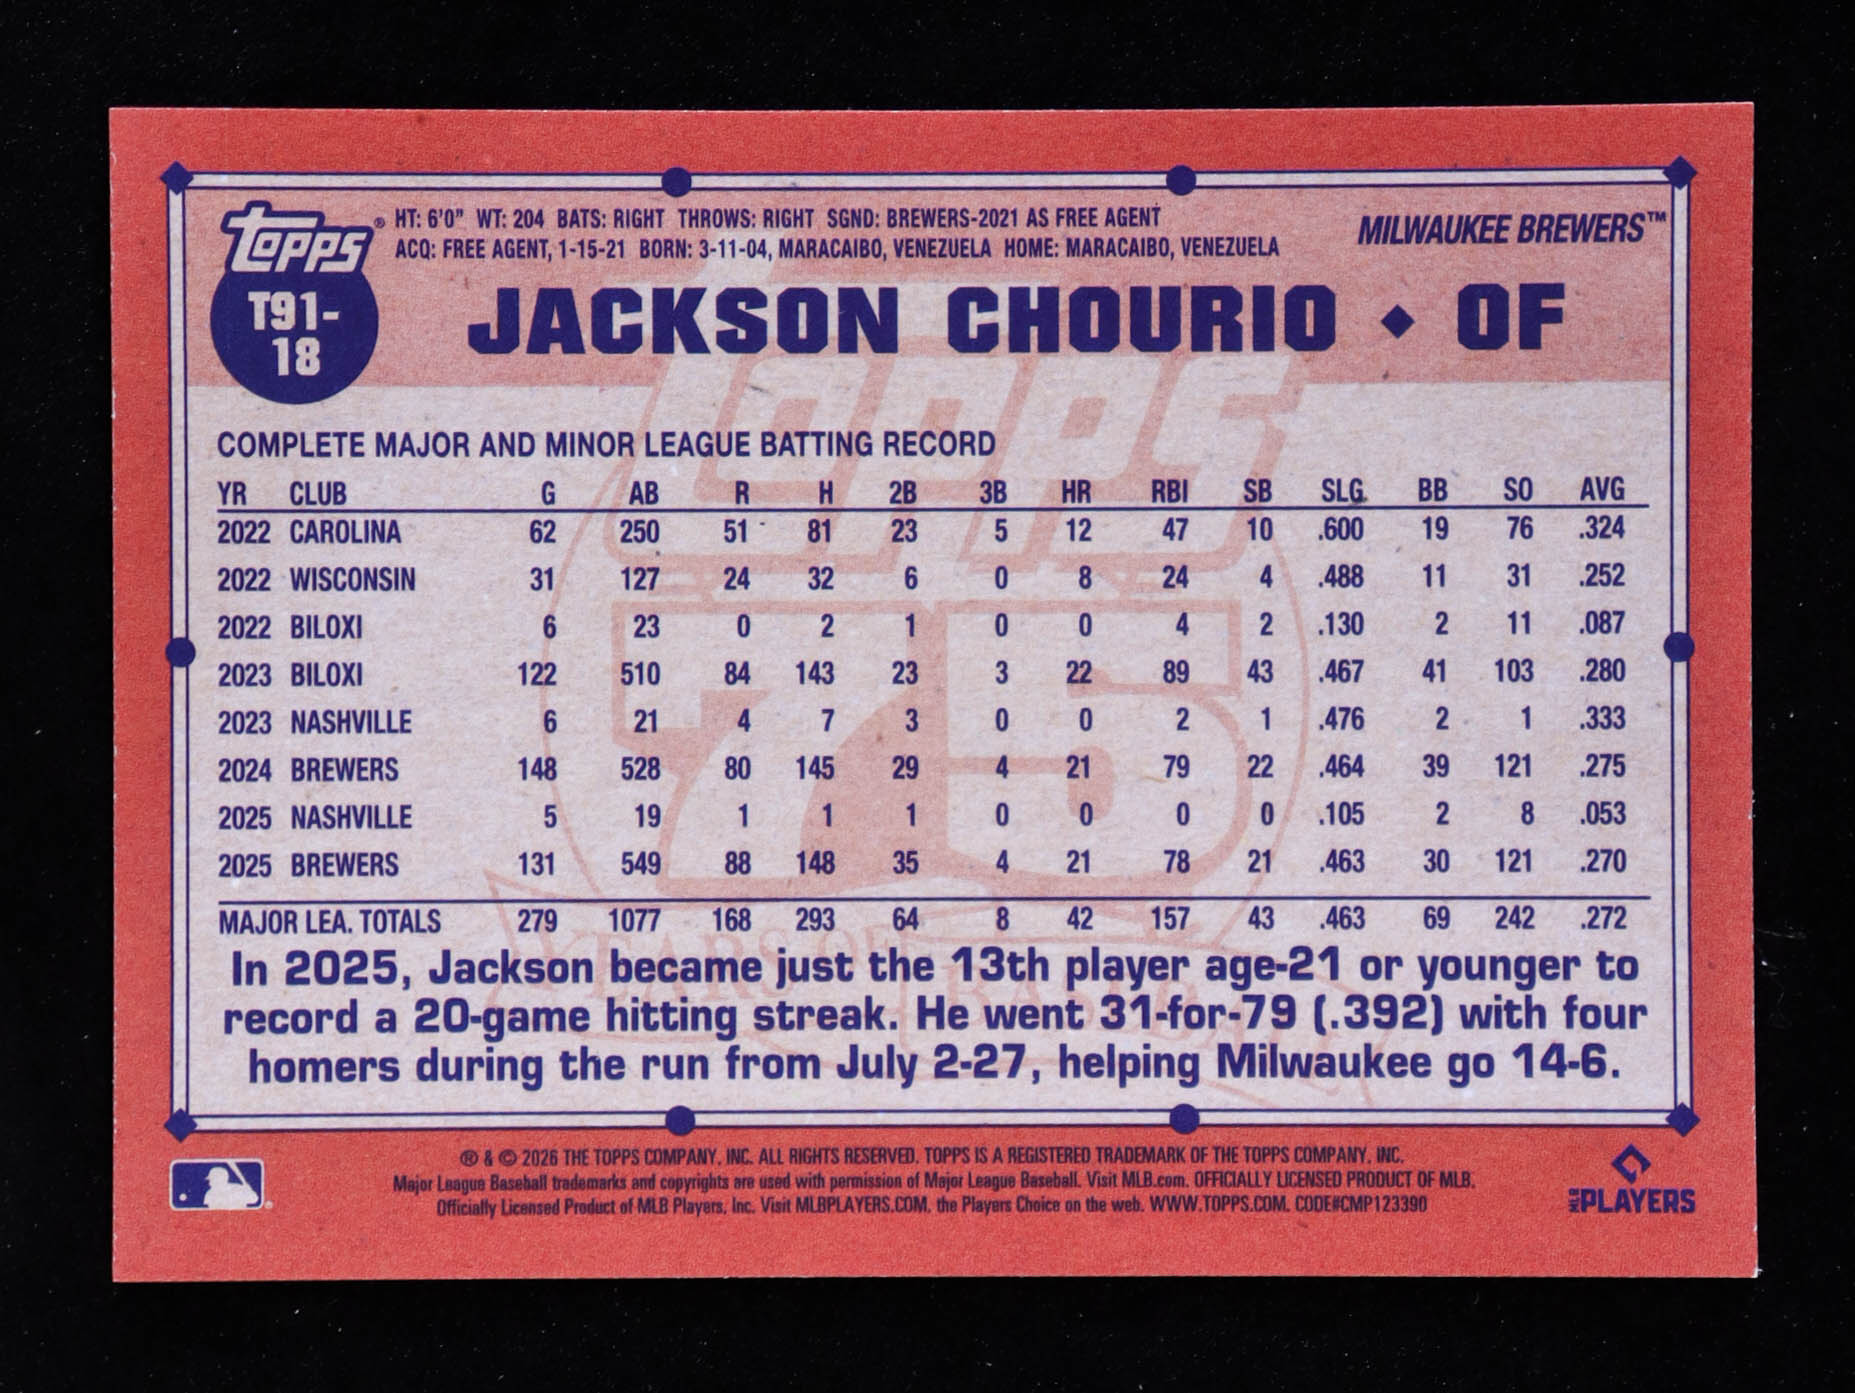 Topps ® HT: 6'0" WT: 204 BATS: RIGHT THROWS: RIGHT SGND: BREWERS-2021 AS FREE AGENT
ACQ: FREE AGENT, 1-15-21 BORN: 3-11-04, MARACAIBO, VENEZUELA HOME: MARACAIBO, VENEZUELA
MILWAUKEE BREWERS™
T91-
18
JACKSON CHOURIO ◆ OF
TOPPS
75
YEARS OF BASEBALL
COMPLETE MAJOR AND MINOR LEAGUE BATTING RECORD
YR CLUB G AB R H 2B 3B HR RBI SB SLG BB SO AVG
2022 CAROLINA 62 250 51 81 23 5 12 47 10 .600 19 76 .324
2022 WISCONSIN 31 127 24 32 6 0 8 24 4 .488 11 31 .252
2022 BILOXI 6 23 0 2 1 0 0 4 2 .130 2 11 .087
2023 BILOXI 122 510 84 143 23 3 22 89 43 .467 41 103 .280
2023 NASHVILLE 6 21 4 7 3 0 0 2 1 .476 2 1 .333
2024 BREWERS 148 528 80 145 29 4 21 79 22 .464 39 121 .275
2025 NASHVILLE 5 19 1 1 1 0 0 0 0 .105 2 8 .053
2025 BREWERS 131 549 88 148 35 4 21 78 21 .463 30 121 .270
MAJOR LEA. TOTALS 279 1077 168 293 64 8 42 157 43 .463 69 242 .272
In 2025, Jackson became just the 13th player age-21 or younger to
record a 20-game hitting streak. He went 31-for-79 (.392) with four
homers during the run from July 2-27, helping Milwaukee go 14-6.
® & © 2026 THE TOPPS COMPANY, INC. ALL RIGHTS RESERVED. TOPPS IS A REGISTERED TRADEMARK OF THE TOPPS COMPANY, INC.
Major League Baseball trademarks and copyrights are used with permission of Major League Baseball. Visit MLB.com. OFFICIALLY LICENSED PRODUCT OF MLB.
Officially Licensed Product of MLB Players, Inc. Visit MLBPLAYERS.COM, the Players Choice on the web. WWW.TOPPS.COM. CODE#CMP123390
MLB PLAYERS